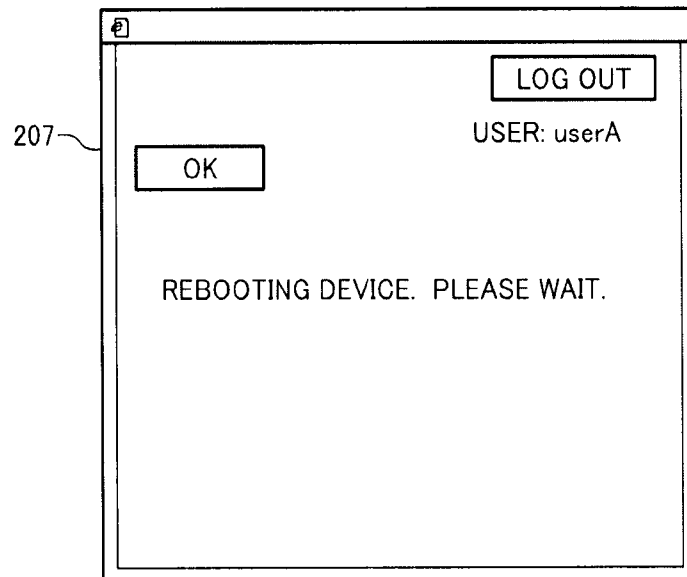 LOG OUT
207
USER: userA
OK
REBOOTING DEVICE. PLEASE WAIT.